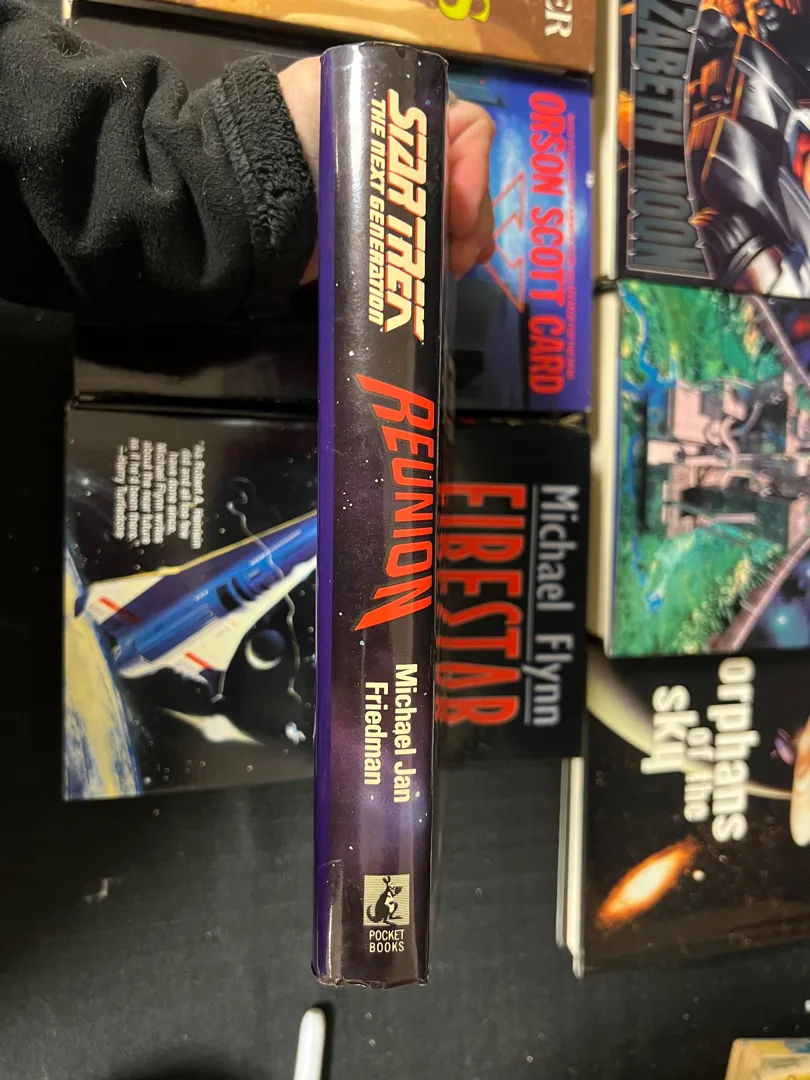 STAR TREK
THE NEXT GENERATION
REUNION
Michael Jan
Friedman
POCKET
BOOKS
ORSON SCOTT CARD
Michael Flynn
FIRESTAR
ZABETH MOON
orphans
of the
sky
ER
S